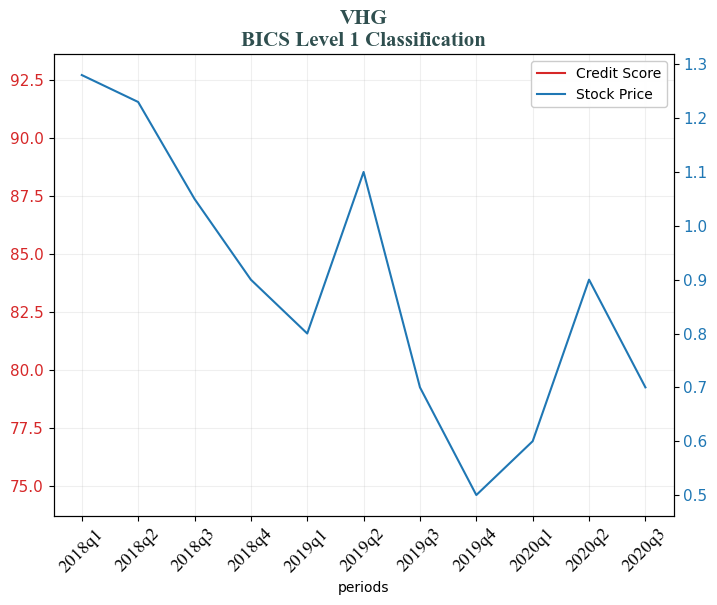 VHG
BICS Level 1 Classification
Credit Score
Stock Price
92.5
90.0
87.5
85.0
82.5
80.0
77.5
75.0
1.3
1.2
1.1
1.0
0.9
0.8
0.7
0.6
0.5
2018q1
2018q2
2018q3
2018q4
2019q1
2019q2
2019q3
2019q4
2020q1
2020q2
2020q3
periods